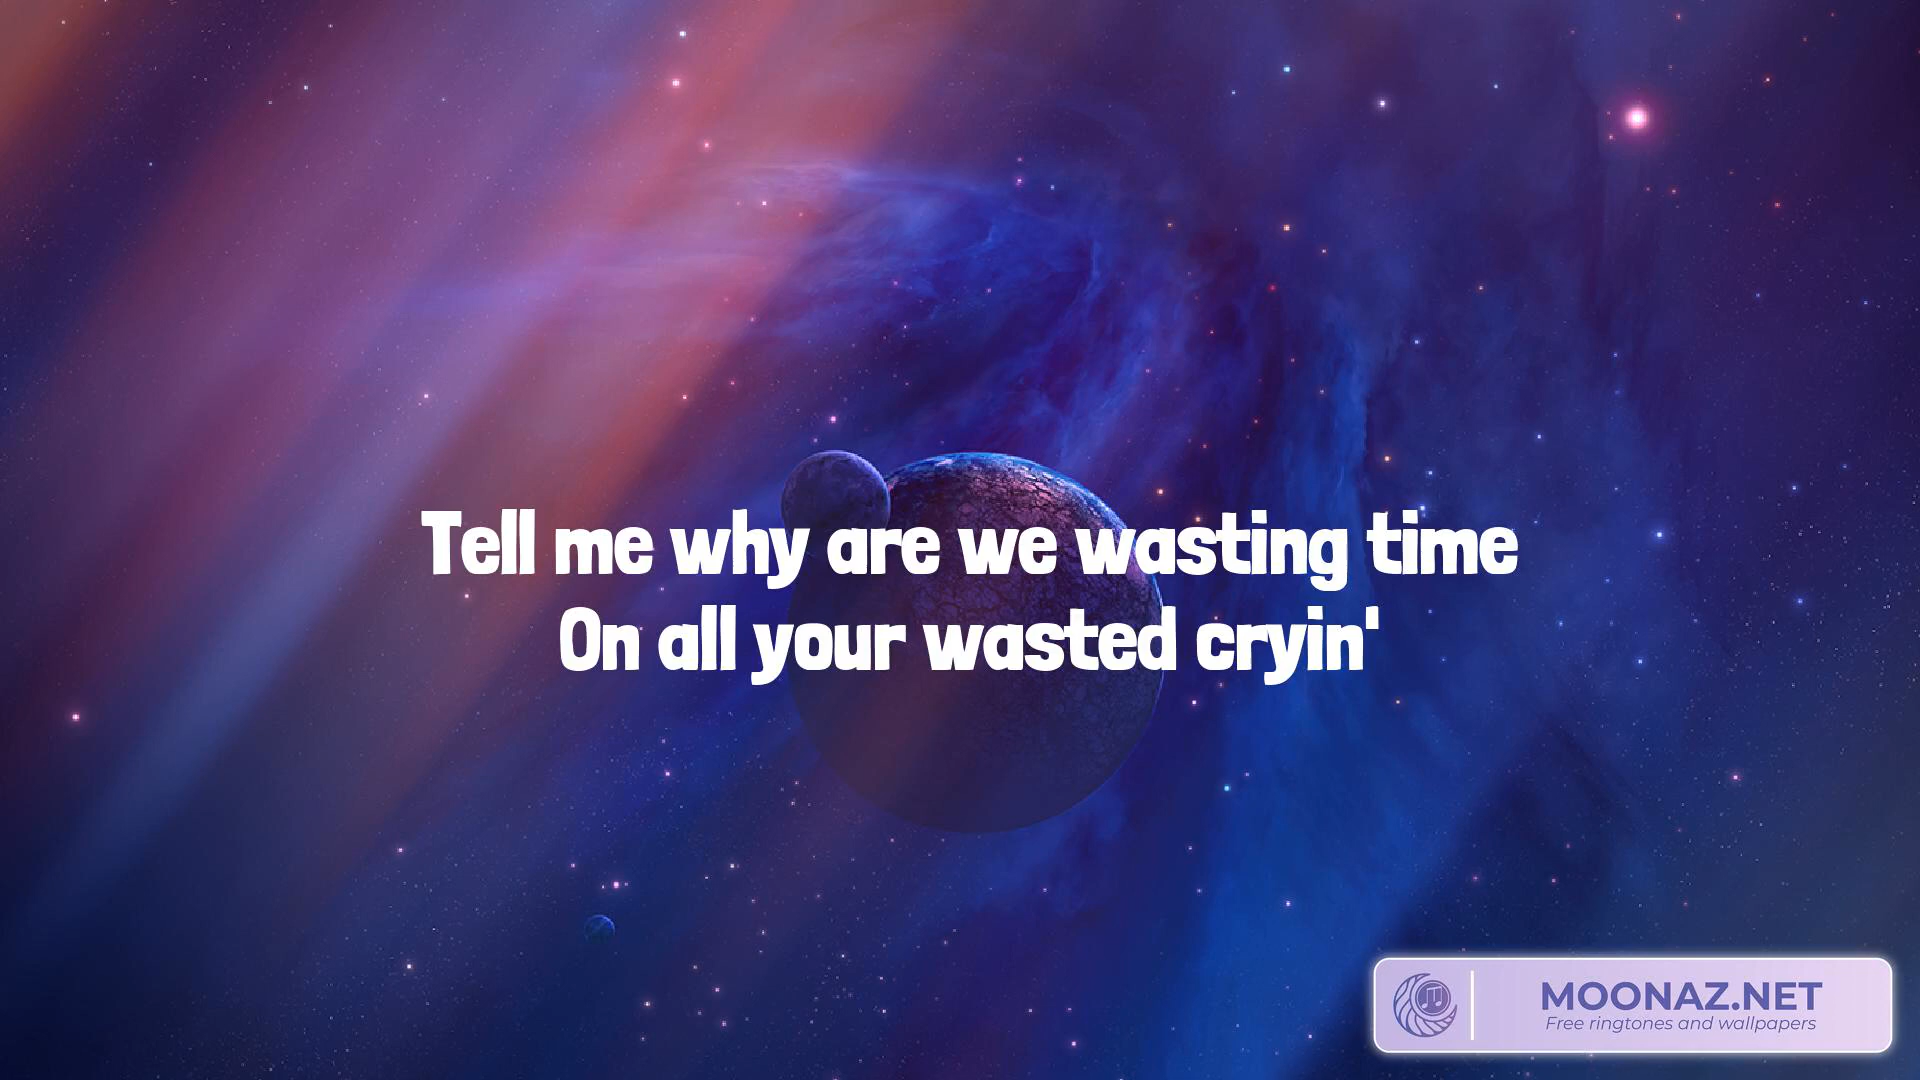 Tell me why are we wasting time
On all your wasted cryin'
MOONAZ.NET
Free ringtones and wallpapers